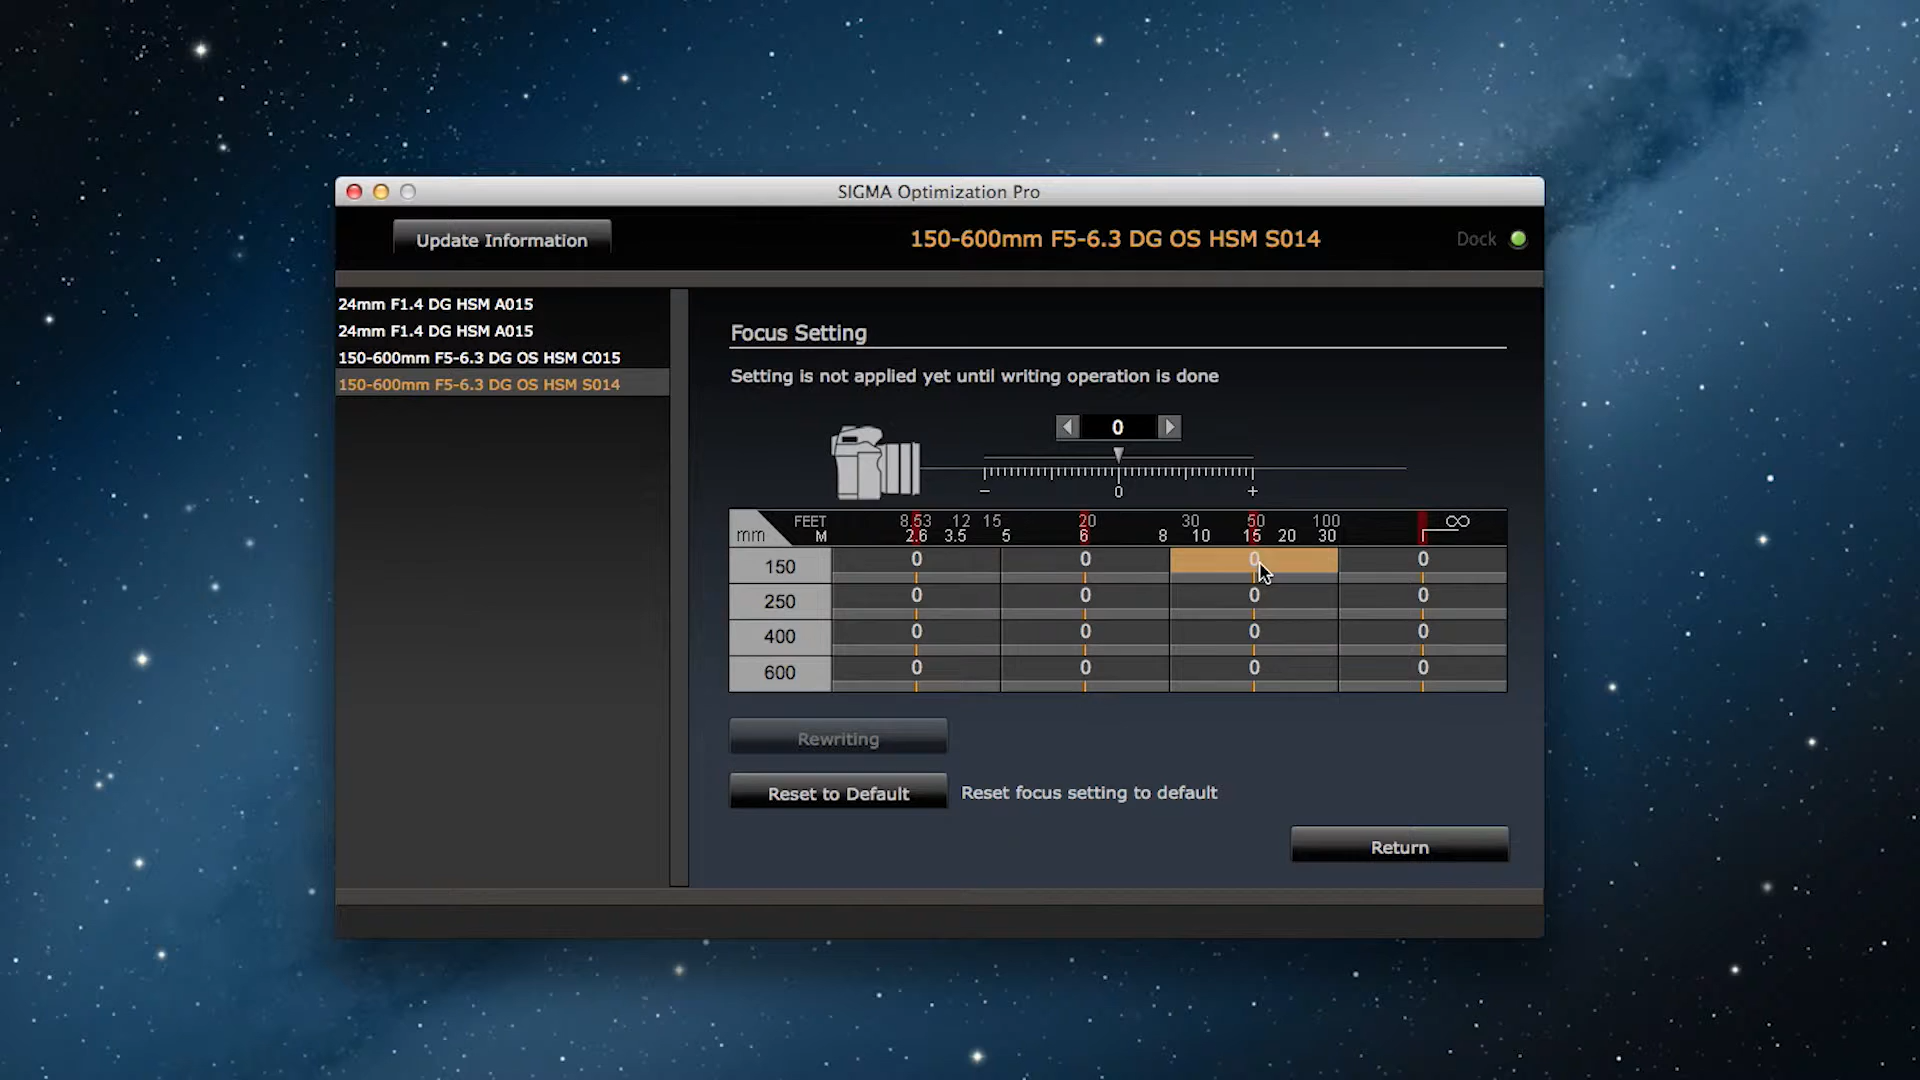 SIGMA Optimization Pro
Update Information
150-600mm F5-6.3 DG OS HSM S014
Dock
24mm F1.4 DG HSM A015
24mm F1.4 DG HSM A015
150-600mm F5-6.3 DG OS HSM C015
150-600mm F5-6.3 DG OS HSM S014
Focus Setting
Setting is not applied yet until writing operation is done
0
− 0 +
FEET 8.53 12 15 20 30 50 100 ∞
mm M 2.6 3.5 5 6 8 10 15 20 30
150 0 0 0 0
250 0 0 0 0
400 0 0 0 0
600 0 0 0 0
Rewriting
Reset to Default Reset focus setting to default
Return